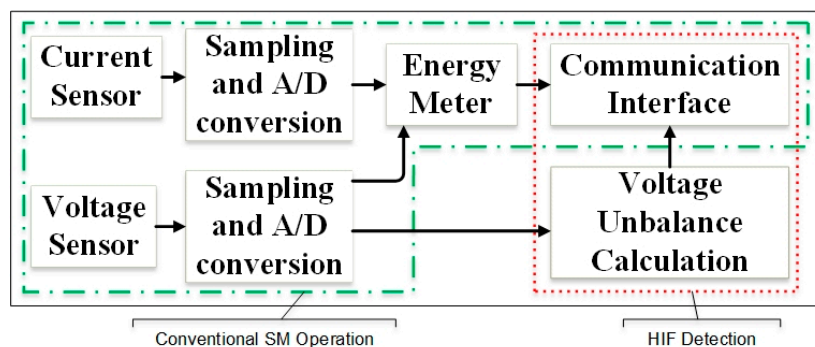 Current
Sensor
Sampling
and A/D
conversion
Energy
Meter
Communication
Interface
Voltage
Sensor
Sampling
and A/D
conversion
Voltage
Unbalance
Calculation
Conventional SM Operation
HIF Detection